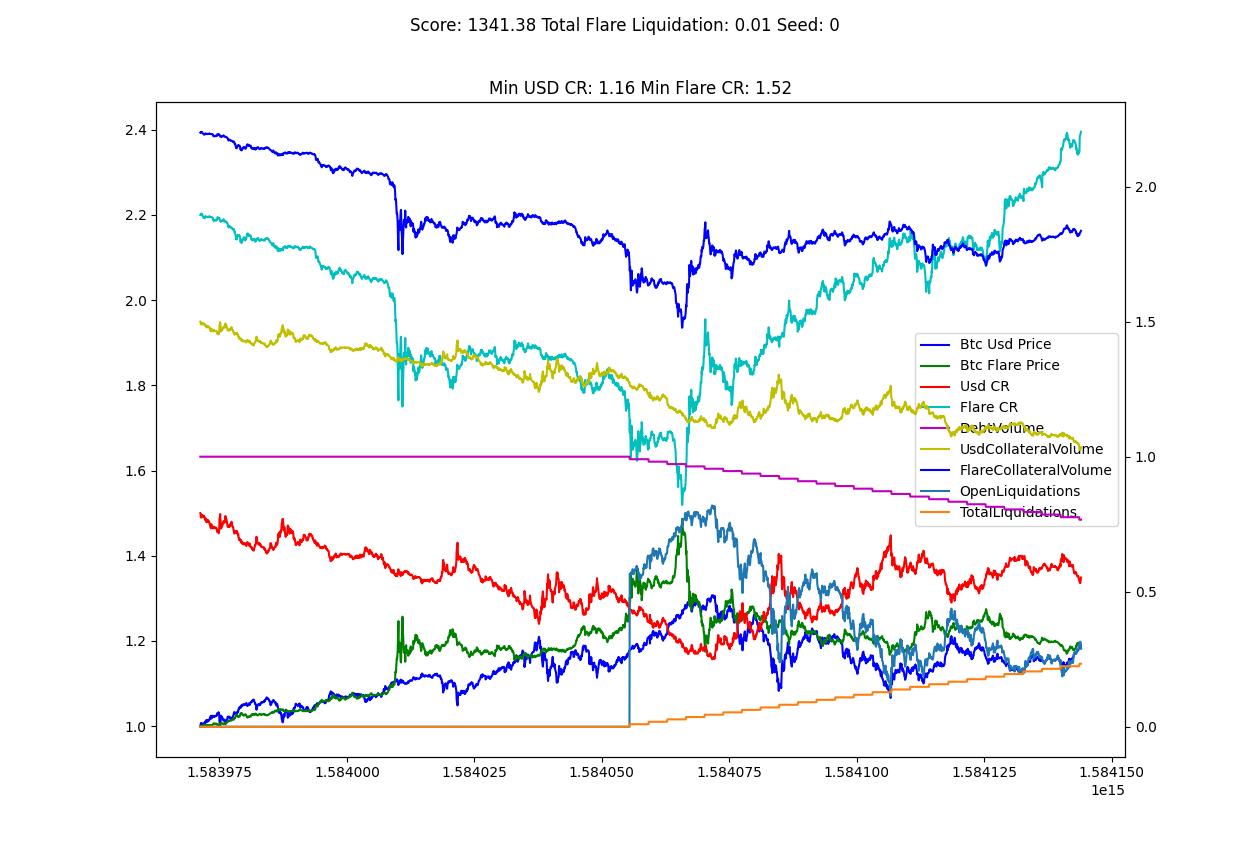 Score: 1341.38 Total Flare Liquidation: 0.01 Seed: 0
Min USD CR: 1.16 Min Flare CR: 1.52
2.4
2.2
2.0
1.8
1.6
1.4
1.2
1.0
2.0
1.5
1.0
0.5
0.0
Btc Usd Price
Btc Flare Price
Usd CR
Flare CR
DebtVolume
UsdCollateralVolume
FlareCollateralVolume
OpenLiquidations
TotalLiquidations
1.583975 1.584000 1.584025 1.584050 1.584075 1.584100 1.584125 1.584150
1e15